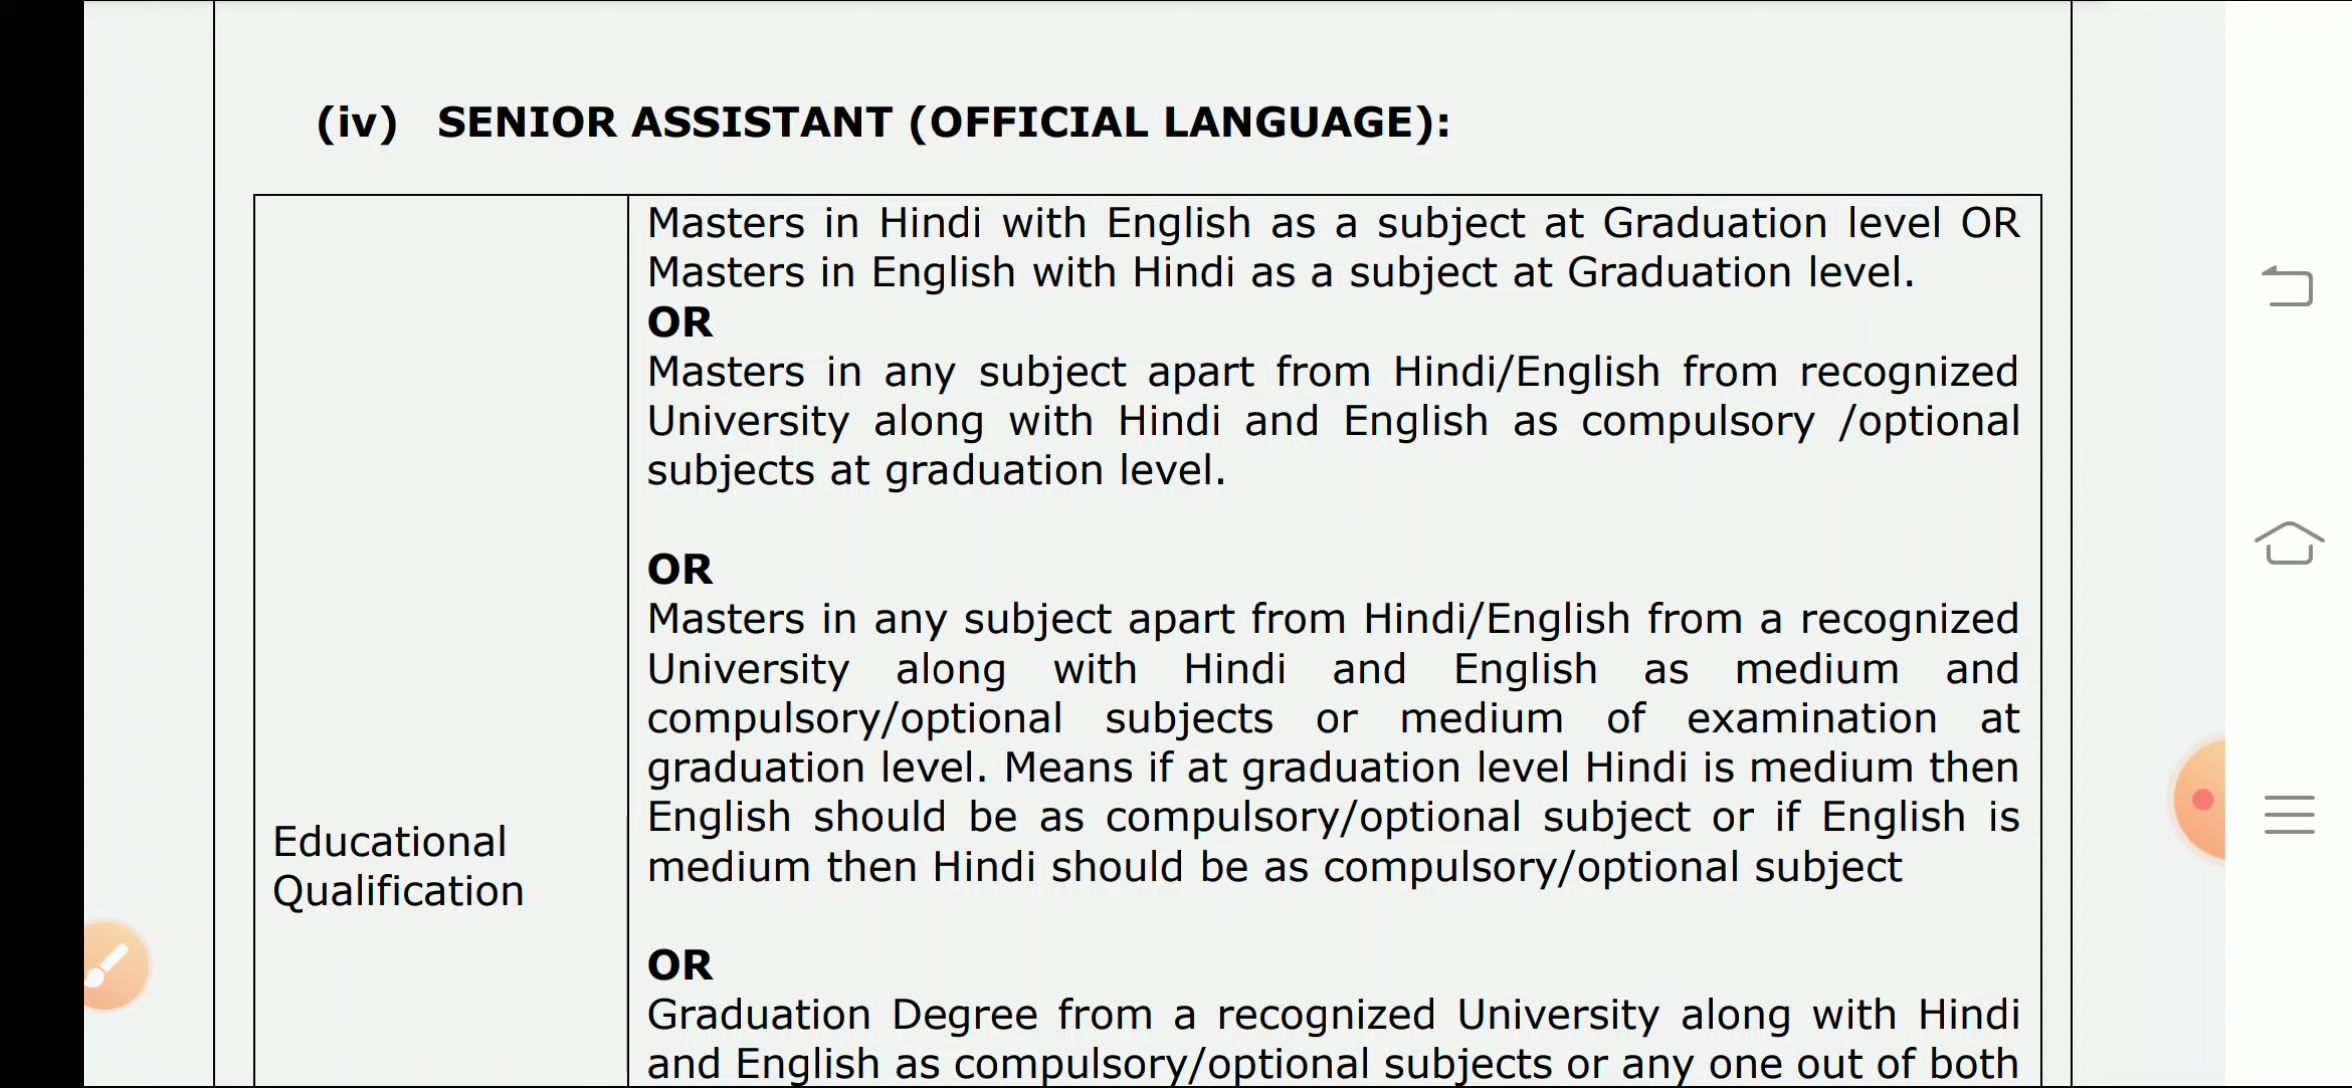 (iv) SENIOR ASSISTANT (OFFICIAL LANGUAGE):
Masters in Hindi with English as a subject at Graduation level OR
Masters in English with Hindi as a subject at Graduation level.
OR
Masters in any subject apart from Hindi/English from recognized
University along with Hindi and English as compulsory /optional
subjects at graduation level.
OR
Masters in any subject apart from Hindi/English from a recognized
University along with Hindi and English as medium and
compulsory/optional subjects or medium of examination at
graduation level. Means if at graduation level Hindi is medium then
English should be as compulsory/optional subject or if English is
medium then Hindi should be as compulsory/optional subject
Educational
Qualification
OR
Graduation Degree from a recognized University along with Hindi
and English as compulsory/optional subjects or any one out of both